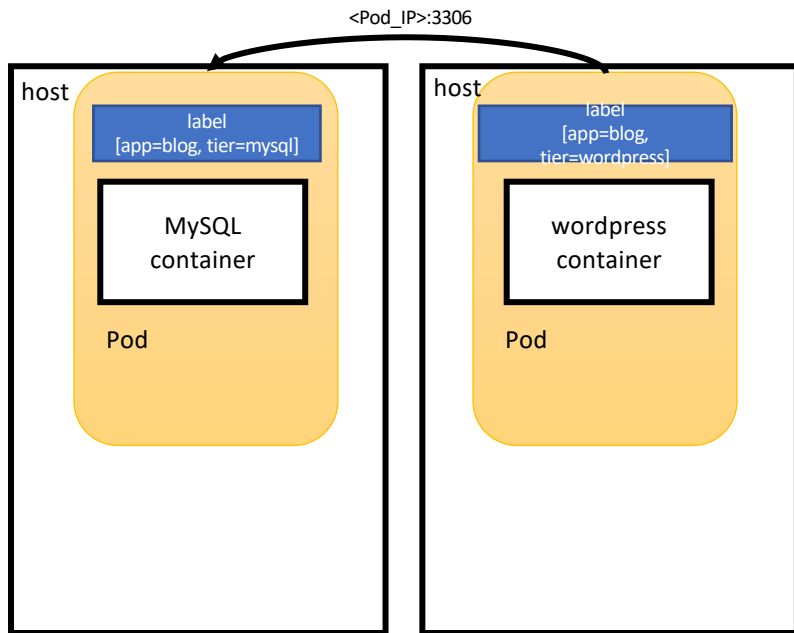 <Pod_IP>:3306
host
label
[app=blog, tier=mysql]
MySQL
container
Pod
host
label
[app=blog,
tier=wordpress]
wordpress
container
Pod